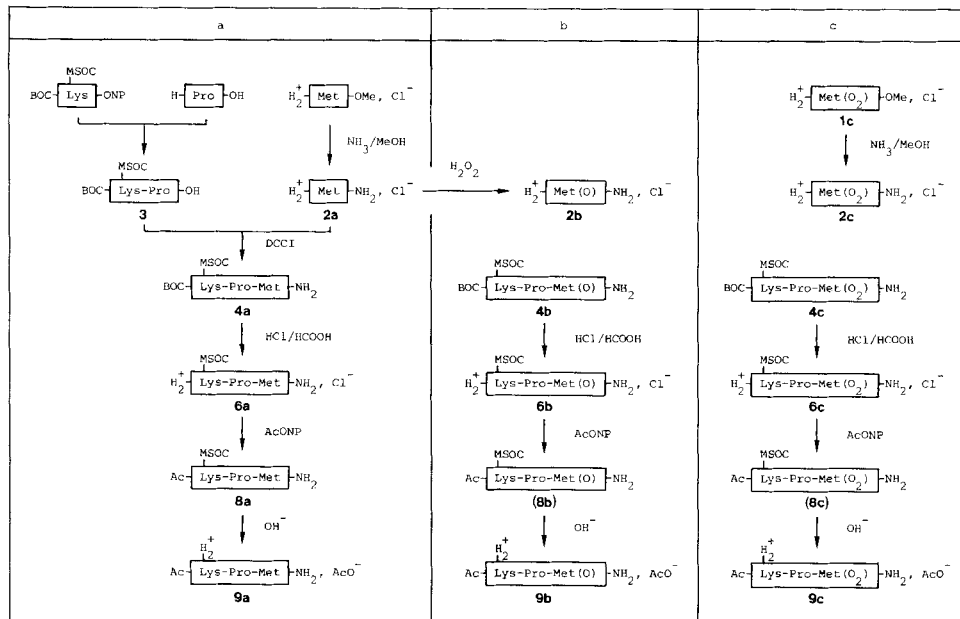 a
b
c
MSOC
BOC-Lys-ONP
H-Pro-OH
H₂⁺-Met-OMe, Cl⁻
H₂⁺-Met(O₂)-OMe, Cl⁻
1c
NH₃/MeOH
NH₃/MeOH
MSOC
BOC-Lys-Pro-OH
3
H₂⁺-Met-NH₂, Cl⁻
2a
H₂O₂
H₂⁺-Met(O)-NH₂, Cl⁻
2b
H₂⁺-Met(O₂)-NH₂, Cl⁻
2c
DCCI
MSOC
BOC-Lys-Pro-Met-NH₂
4a
MSOC
BOC-Lys-Pro-Met(O)-NH₂
4b
MSOC
BOC-Lys-Pro-Met(O₂)-NH₂
4c
HCl/HCOOH
HCl/HCOOH
HCl/HCOOH
MSOC
H₂⁺-Lys-Pro-Met-NH₂, Cl⁻
6a
MSOC
H₂⁺-Lys-Pro-Met(O)-NH₂, Cl⁻
6b
MSOC
H₂⁺-Lys-Pro-Met(O₂)-NH₂, Cl⁻
6c
AcONP
AcONP
AcONP
MSOC
Ac-Lys-Pro-Met-NH₂
8a
MSOC
Ac-Lys-Pro-Met(O)-NH₂
(8b)
MSOC
Ac-Lys-Pro-Met(O₂)-NH₂
(8c)
OH⁻
OH⁻
OH⁻
H₂⁺
Ac-Lys-Pro-Met-NH₂, AcO⁻
9a
H₂⁺
Ac-Lys-Pro-Met(O)-NH₂, AcO⁻
9b
H₂⁺
Ac-Lys-Pro-Met(O₂)-NH₂, AcO⁻
9c